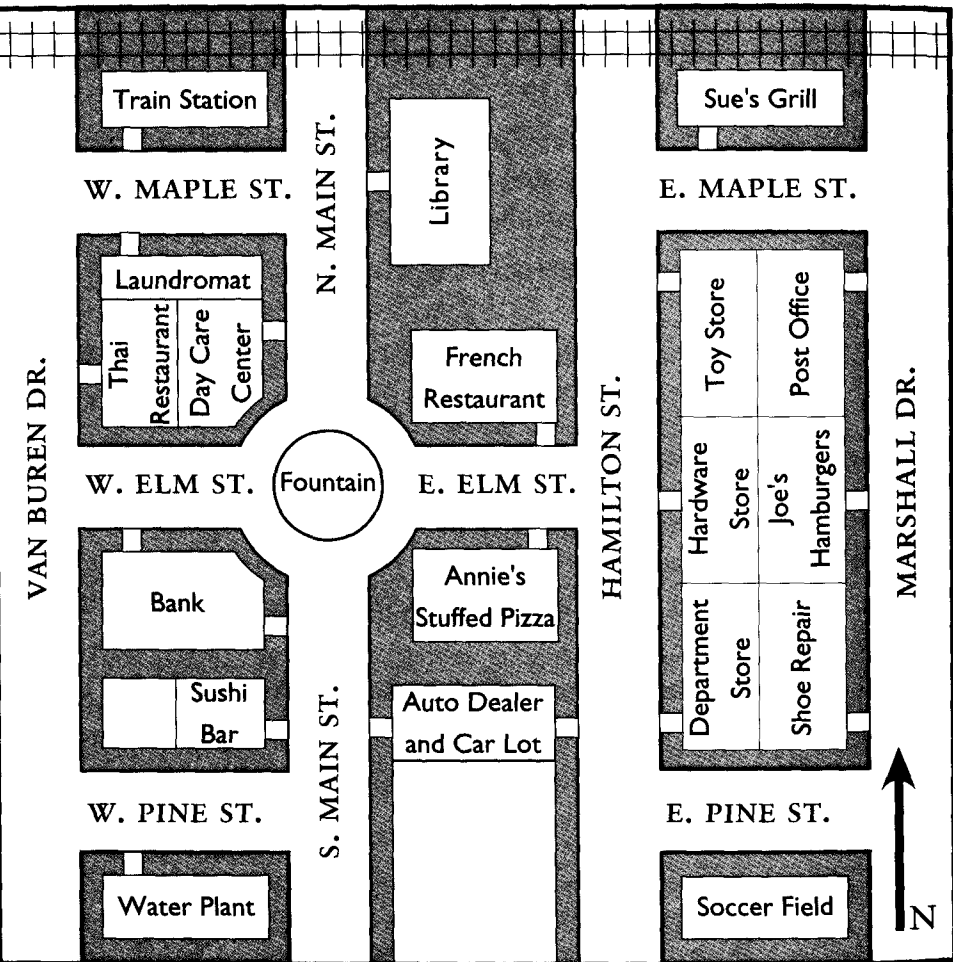 Train Station
Sue's Grill
N. MAIN ST.
Library
W. MAPLE ST.
E. MAPLE ST.
Laundromat
Thai
Restaurant
Day Care
Center
French
Restaurant
Toy Store
Post Office
VAN BUREN DR.
W. ELM ST.
Fountain
E. ELM ST.
HAMILTON ST.
Hardware
Store
Joe's
Hamburgers
MARSHALL DR.
Bank
Annie's
Stuffed Pizza
Sushi
Bar
S. MAIN ST.
Auto Dealer
and Car Lot
Department
Store
Shoe Repair
W. PINE ST.
E. PINE ST.
Water Plant
Soccer Field
N